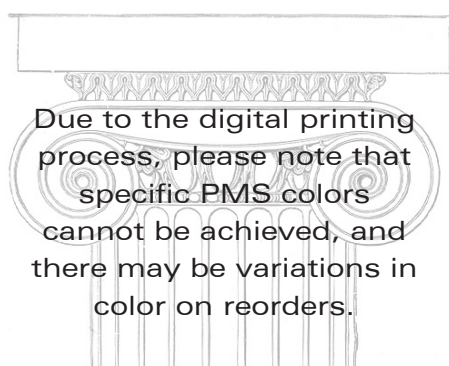 Due to the digital printing
process, please note that
specific PMS colors
cannot be achieved, and
there may be variations in
color on reorders.